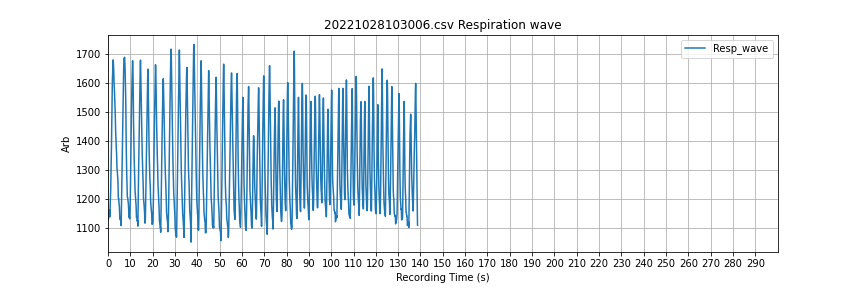 20221028103006.csv Respiration wave
Resp_wave
1700
1600
1500
1400
1300
1200
1100
Arb
0 10 20 30 40 50 60 70 80 90 100 110 120 130 140 150 160 170 180 190 200 210 220 230 240 250 260 270 280 290
Recording Time (s)